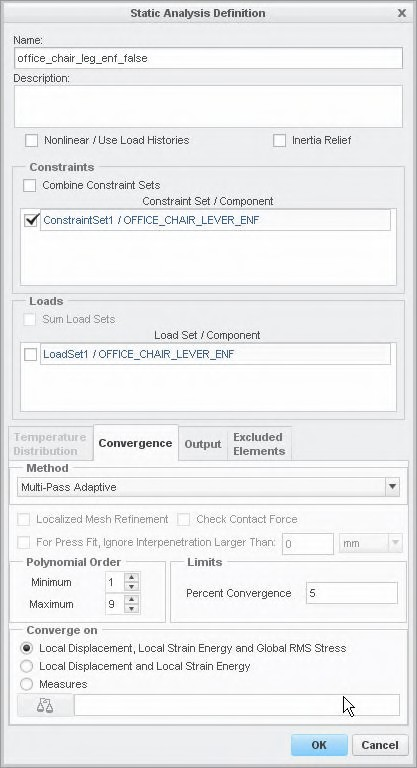 Static Analysis Definition
Name:
office_chair_leg_enf_false
Description:
Nonlinear / Use Load Histories Inertia Relief
Constraints
Combine Constraint Sets
Constraint Set / Component
ConstraintSet1 / OFFICE_CHAIR_LEVER_ENF
Loads
Sum Load Sets
Load Set / Component
LoadSet1 / OFFICE_CHAIR_LEVER_ENF
Temperature Distribution Convergence Output Excluded Elements
Method
Multi-Pass Adaptive
Localized Mesh Refinement Check Contact Force
For Press Fit, Ignore Interpenetration Larger Than: 0 mm
Polynomial Order Limits
Minimum 1
Maximum 9
Percent Convergence 5
Converge on
Local Displacement, Local Strain Energy and Global RMS Stress
Local Displacement and Local Strain Energy
Measures
OK Cancel